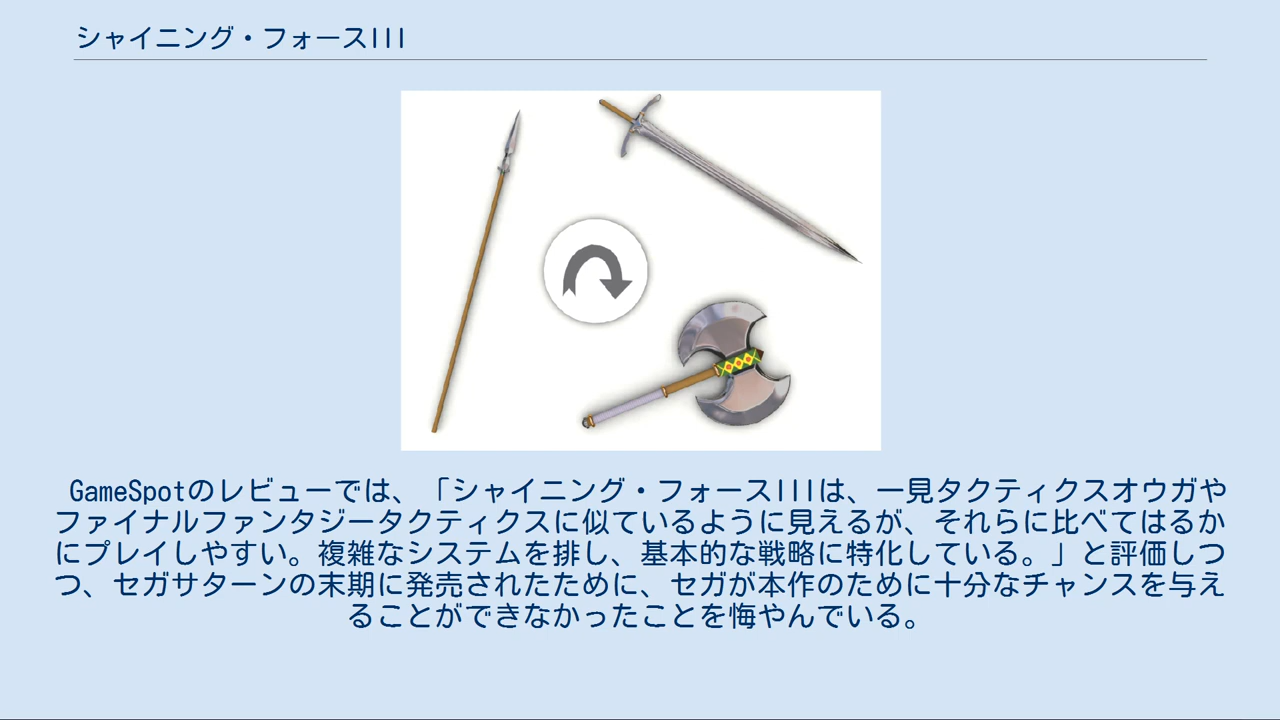 シャイニング・フォースIII
GameSpotのレビューでは、「シャイニング・フォースIIIは、一見タクティクスオウガや
ファイナルファンタジータクティクスに似ているように見えるが、それらに比べてはるか
にプレイしやすい。複雑なシステムを排し、基本的な戦略に特化している。」と評価しつ
つ、セガサターンの末期に発売されたために、セガが本作のために十分なチャンスを与え
ることができなかったことを悔やんでいる。